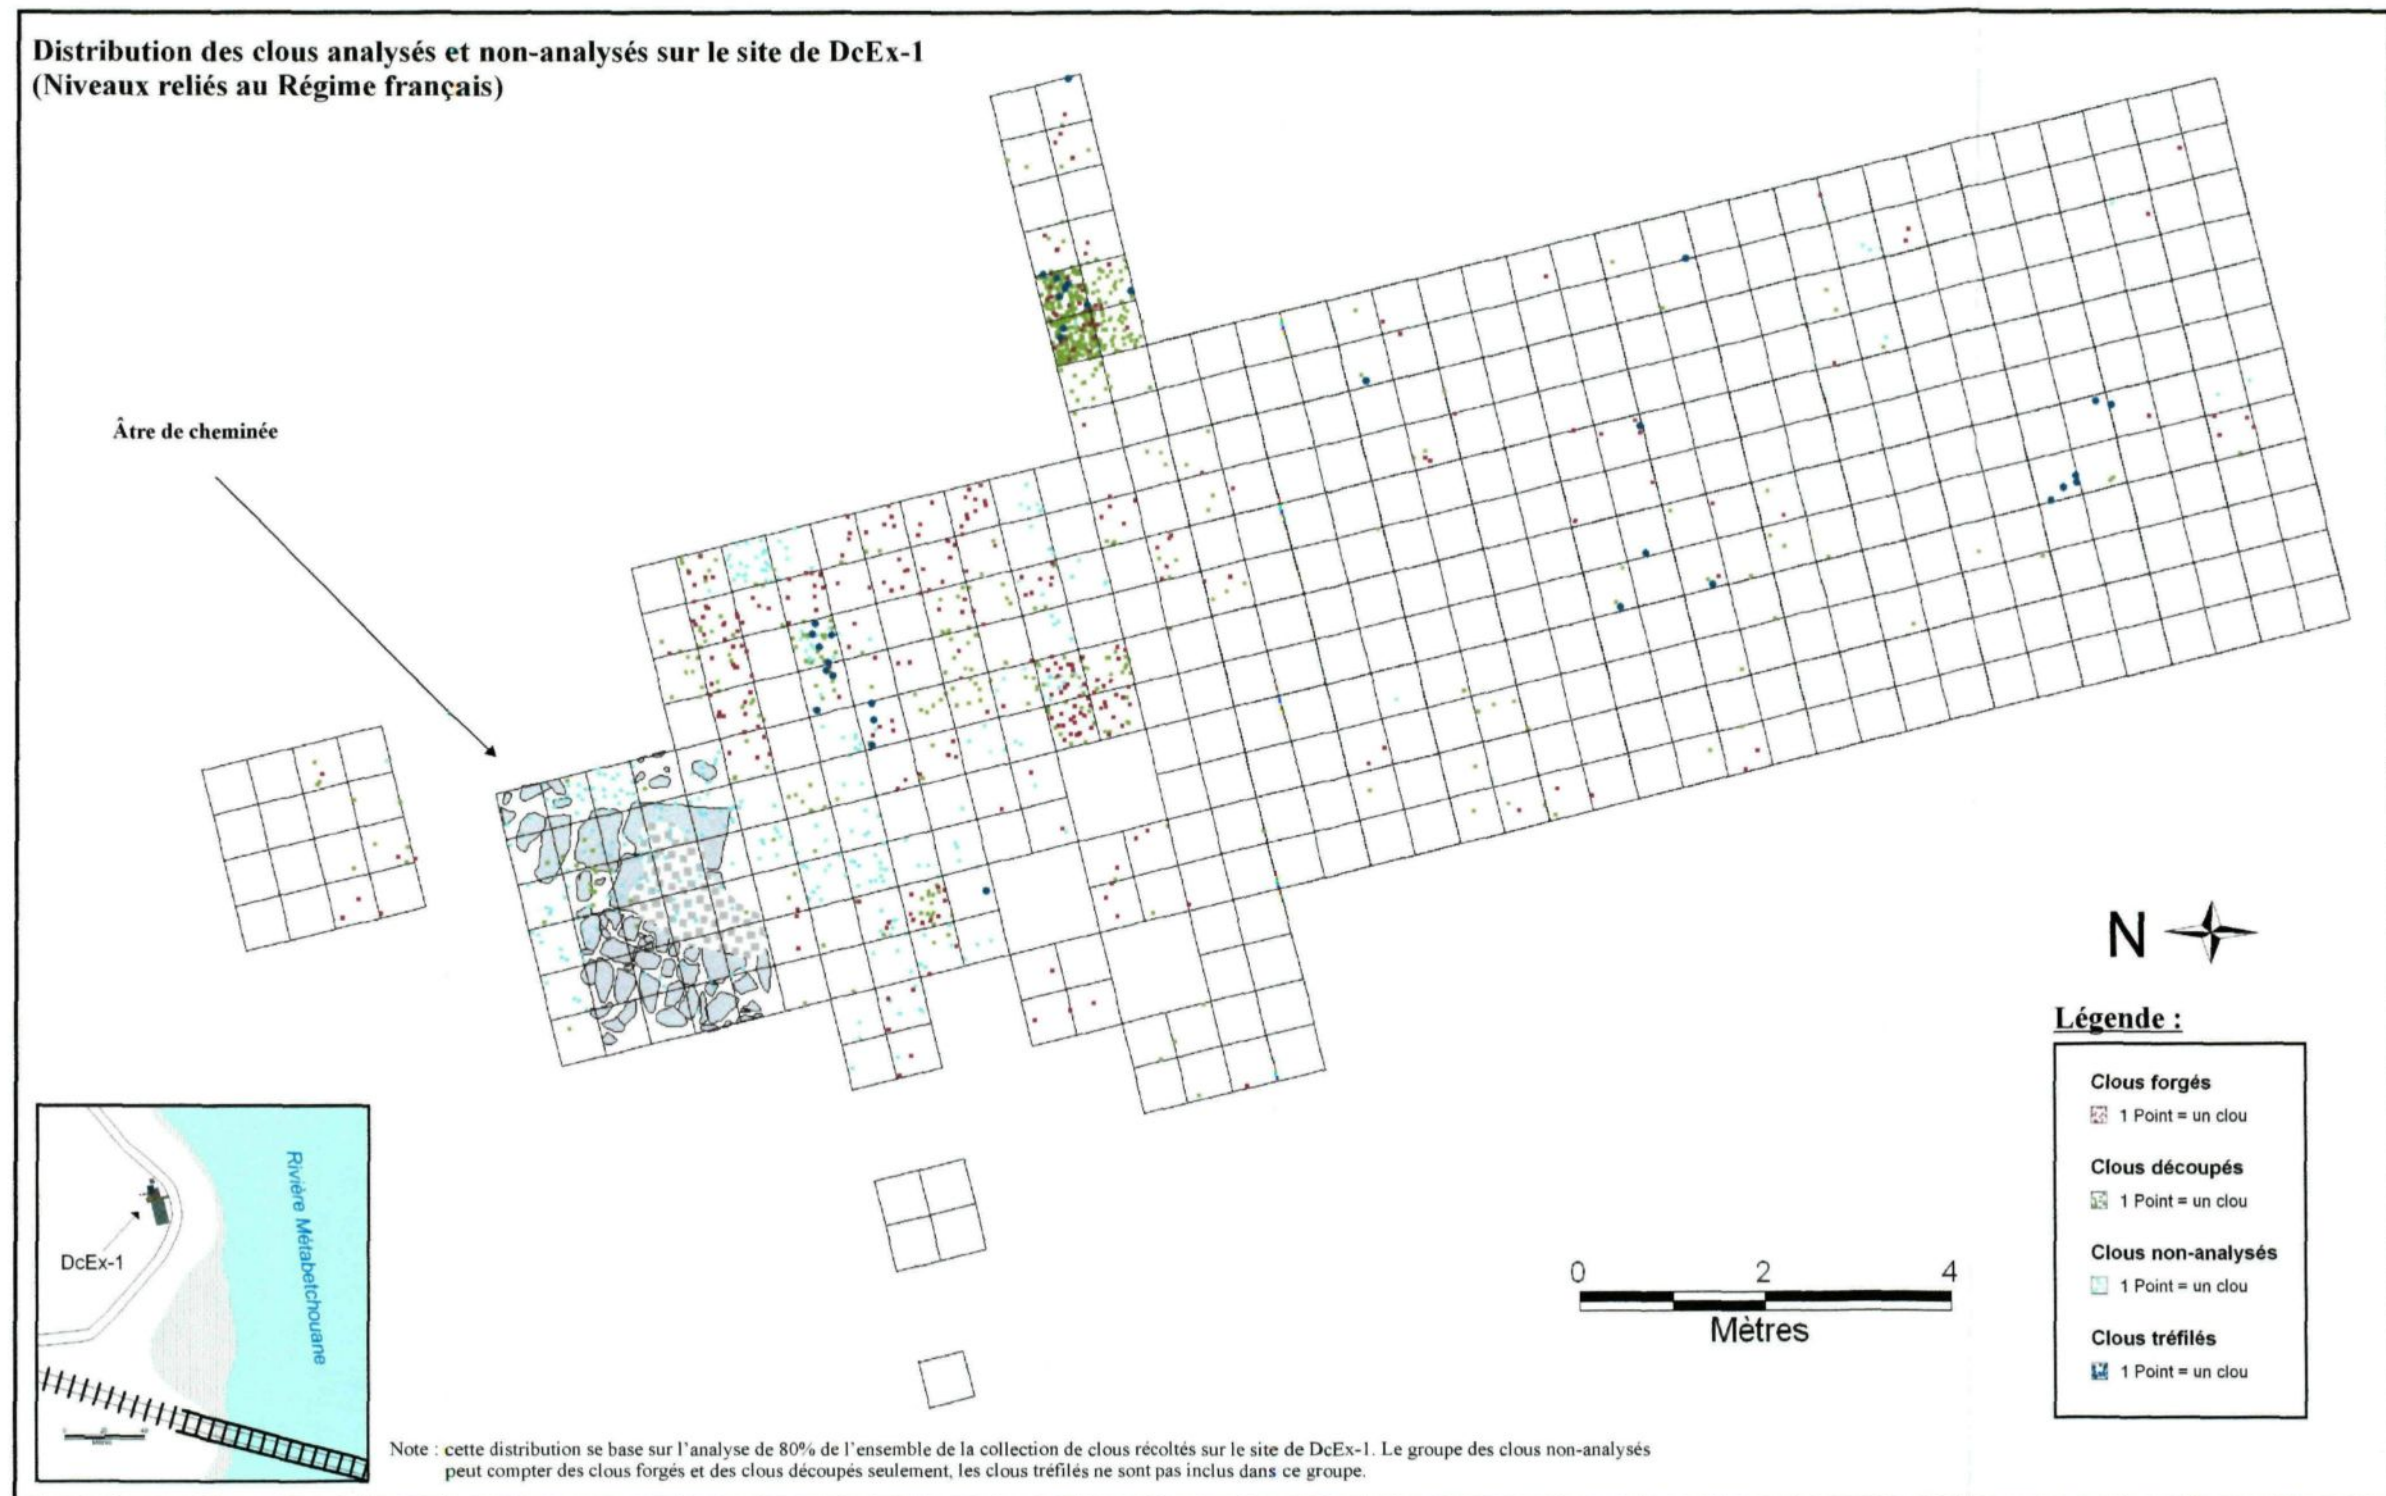 Distribution des clous analysés et non-analysés sur le site de DcEx-1
(Niveaux reliés au Régime français)
Âtre de cheminée
N
Légende :
Clous forgés
1 Point = un clou
Clous découpés
1 Point = un clou
Clous non-analysés
1 Point = un clou
Clous tréfilés
1 Point = un clou
0 2 4
Mètres
Rivière Métabetchouane
DcEx-1
Note : cette distribution se base sur l'analyse de 80% de l'ensemble de la collection de clous récoltés sur le site de DcEx-1. Le groupe des clous non-analysés
peut compter des clous forgés et des clous découpés seulement, les clous tréfilés ne sont pas inclus dans ce groupe.